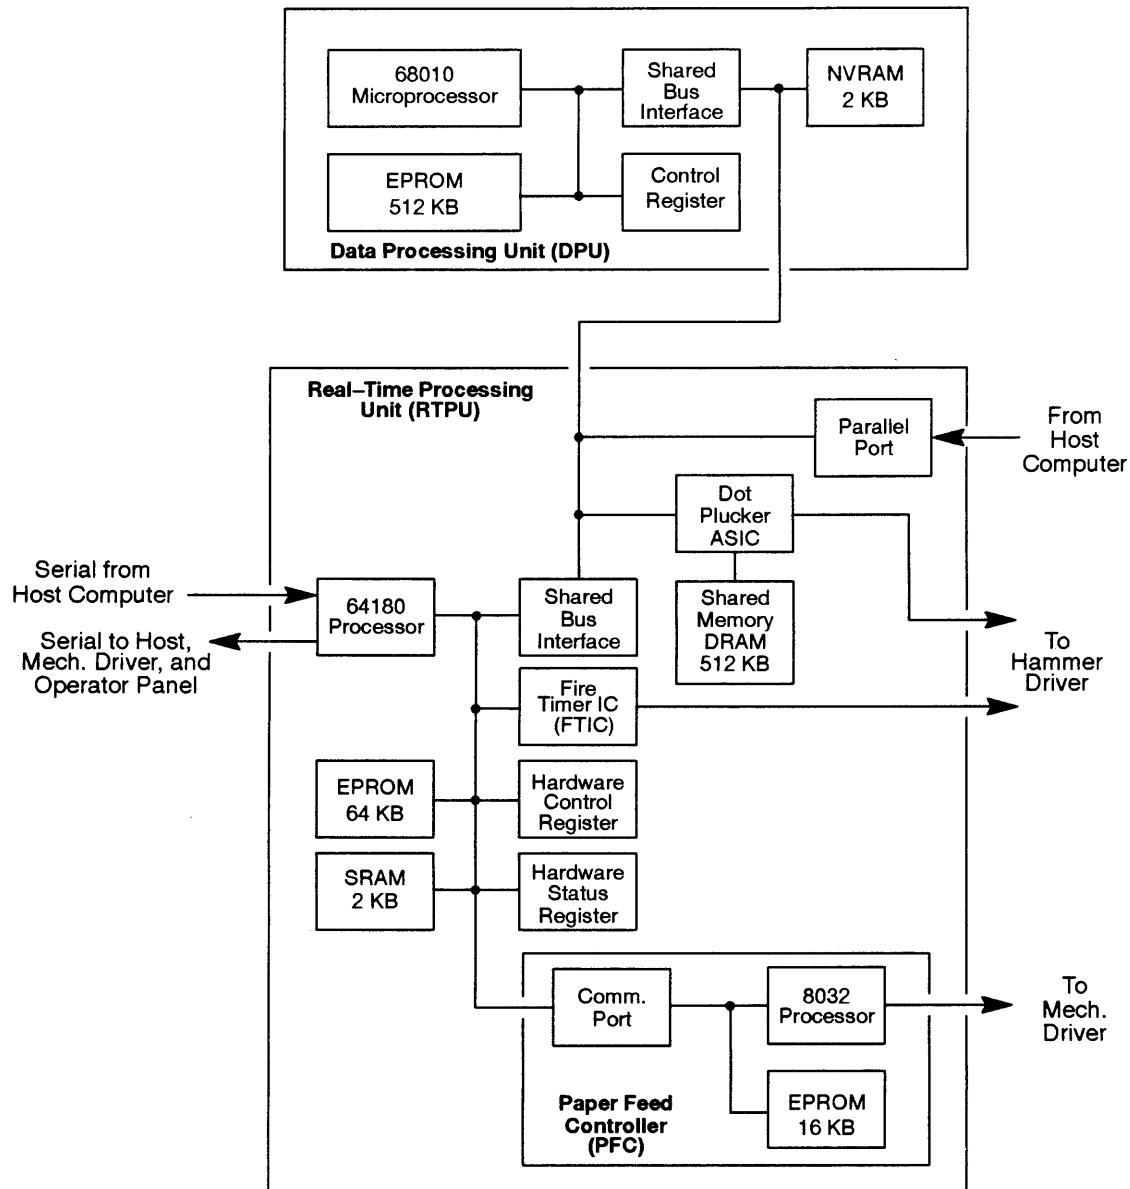 68010
Microprocessor
Shared
Bus
Interface
NVRAM
2 KB
EPROM
512 KB
Control
Register
Data Processing Unit (DPU)
Real–Time Processing
Unit (RTPU)
Parallel
Port
From
Host
Computer
Dot
Plucker
ASIC
Serial from
Host Computer
64180
Processor
Shared
Bus
Interface
Shared
Memory
DRAM
512 KB
Serial to Host,
Mech. Driver, and
Operator Panel
To
Hammer
Driver
Fire
Timer IC
(FTIC)
EPROM
64 KB
Hardware
Control
Register
SRAM
2 KB
Hardware
Status
Register
Comm.
Port
8032
Processor
To
Mech.
Driver
Paper Feed
Controller
(PFC)
EPROM
16 KB